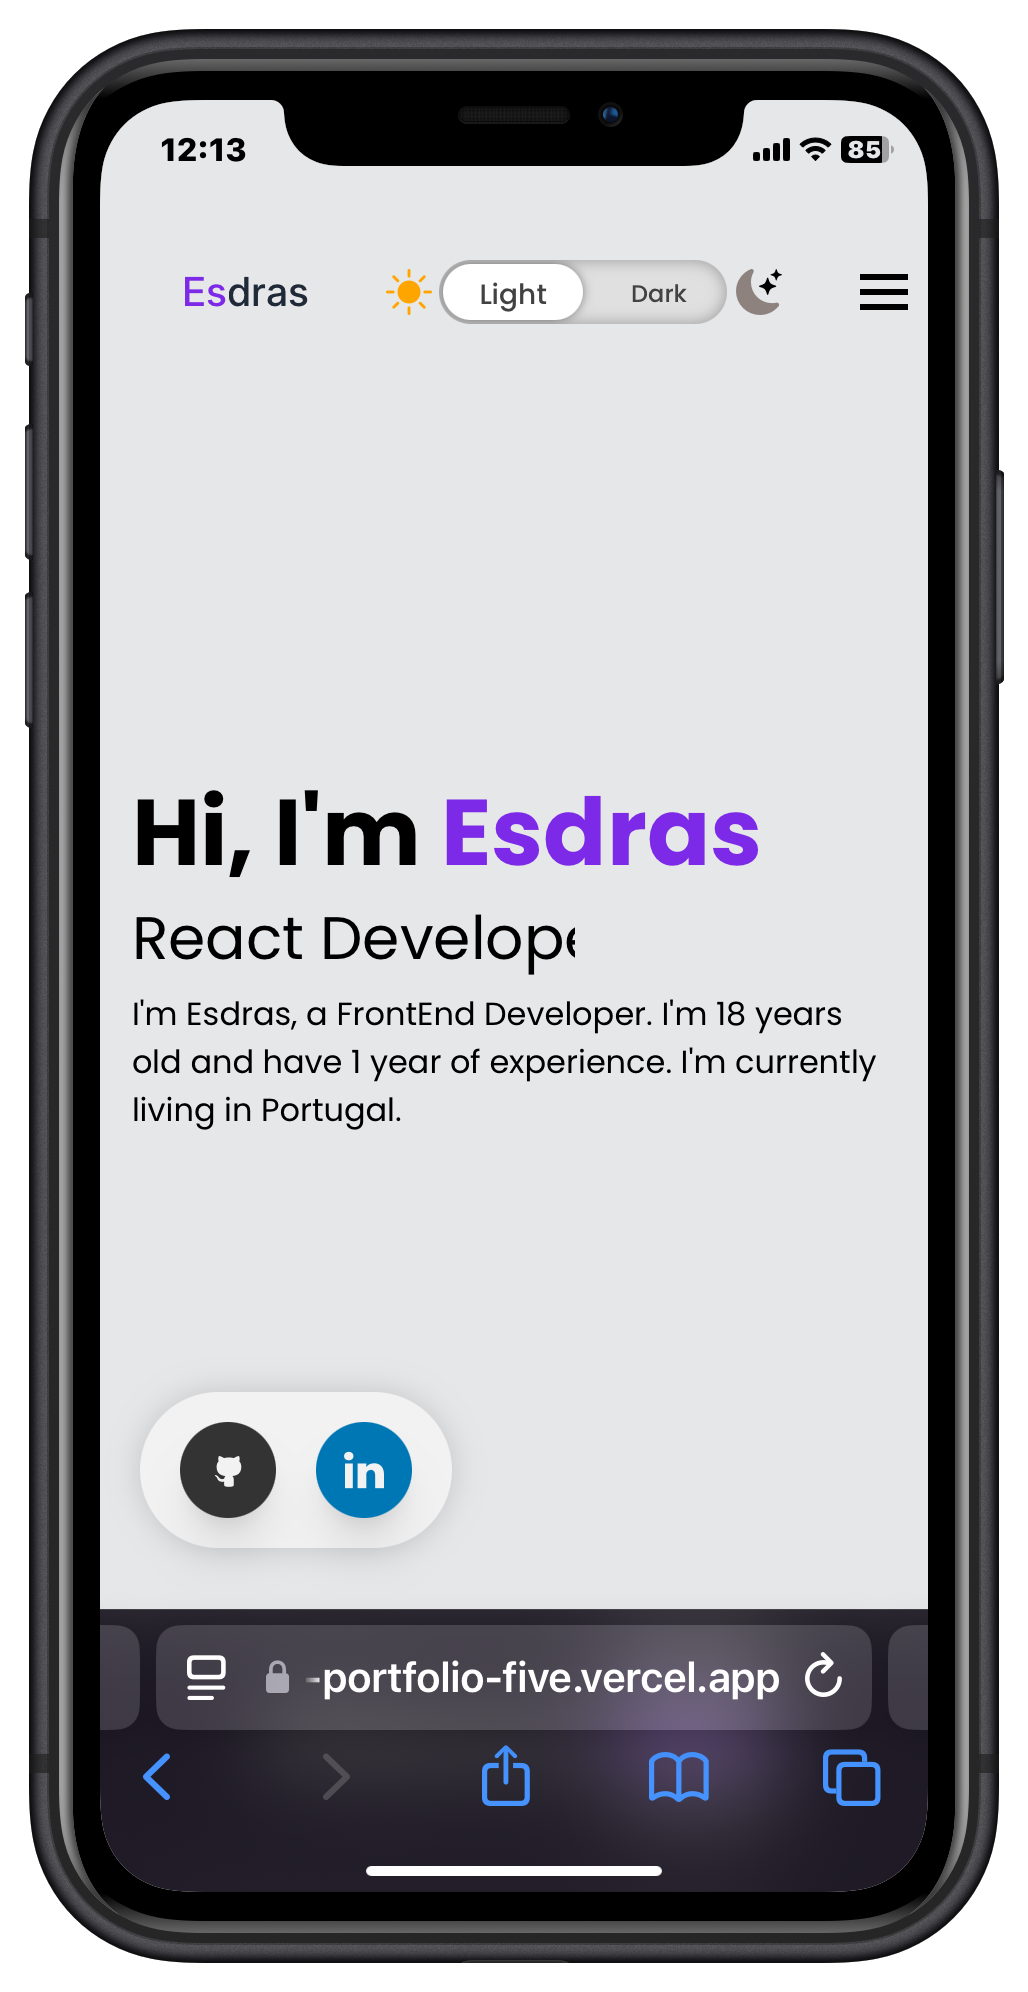 12:13
85
Esdras
Light
Dark
Hi, I'm Esdras
React Develope
I'm Esdras, a FrontEnd Developer. I'm 18 years
old and have 1 year of experience. I'm currently
living in Portugal.
in
-portfolio-five.vercel.app